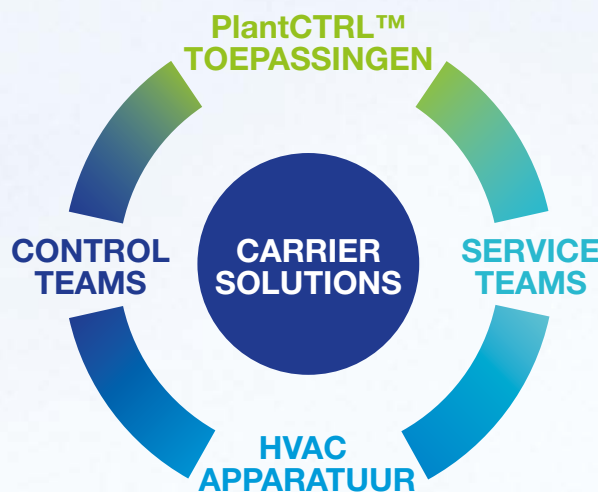 PlantCTRL™
TOEPASSINGEN
CONTROL
TEAMS
CARRIER
SOLUTIONS
SERVICE
TEAMS
HVAC
APPARATUUR